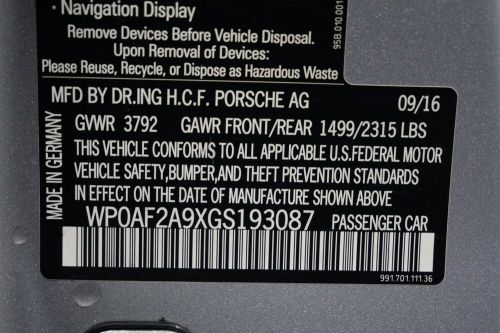 • Navigation Display
Remove Devices Before Vehicle Disposal.
Upon Removal of Devices:
Please Reuse, Recycle, or Dispose as Hazardous Waste
95B.010.001
MFD BY DR.ING H.C.F. PORSCHE AG 09/16
GVWR 3792 GAWR FRONT/REAR 1499/2315 LBS
THIS VEHICLE CONFORMS TO ALL APPLICABLE U.S.FEDERAL MOTOR
VEHICLE SAFETY,BUMPER,AND THEFT PREVENTION STANDARDS
IN EFFECT ON THE DATE OF MANUFACTURE SHOWN ABOVE
MADE IN GERMANY
WP0AF2A9XGS193087 PASSENGER CAR
991.701.111.36